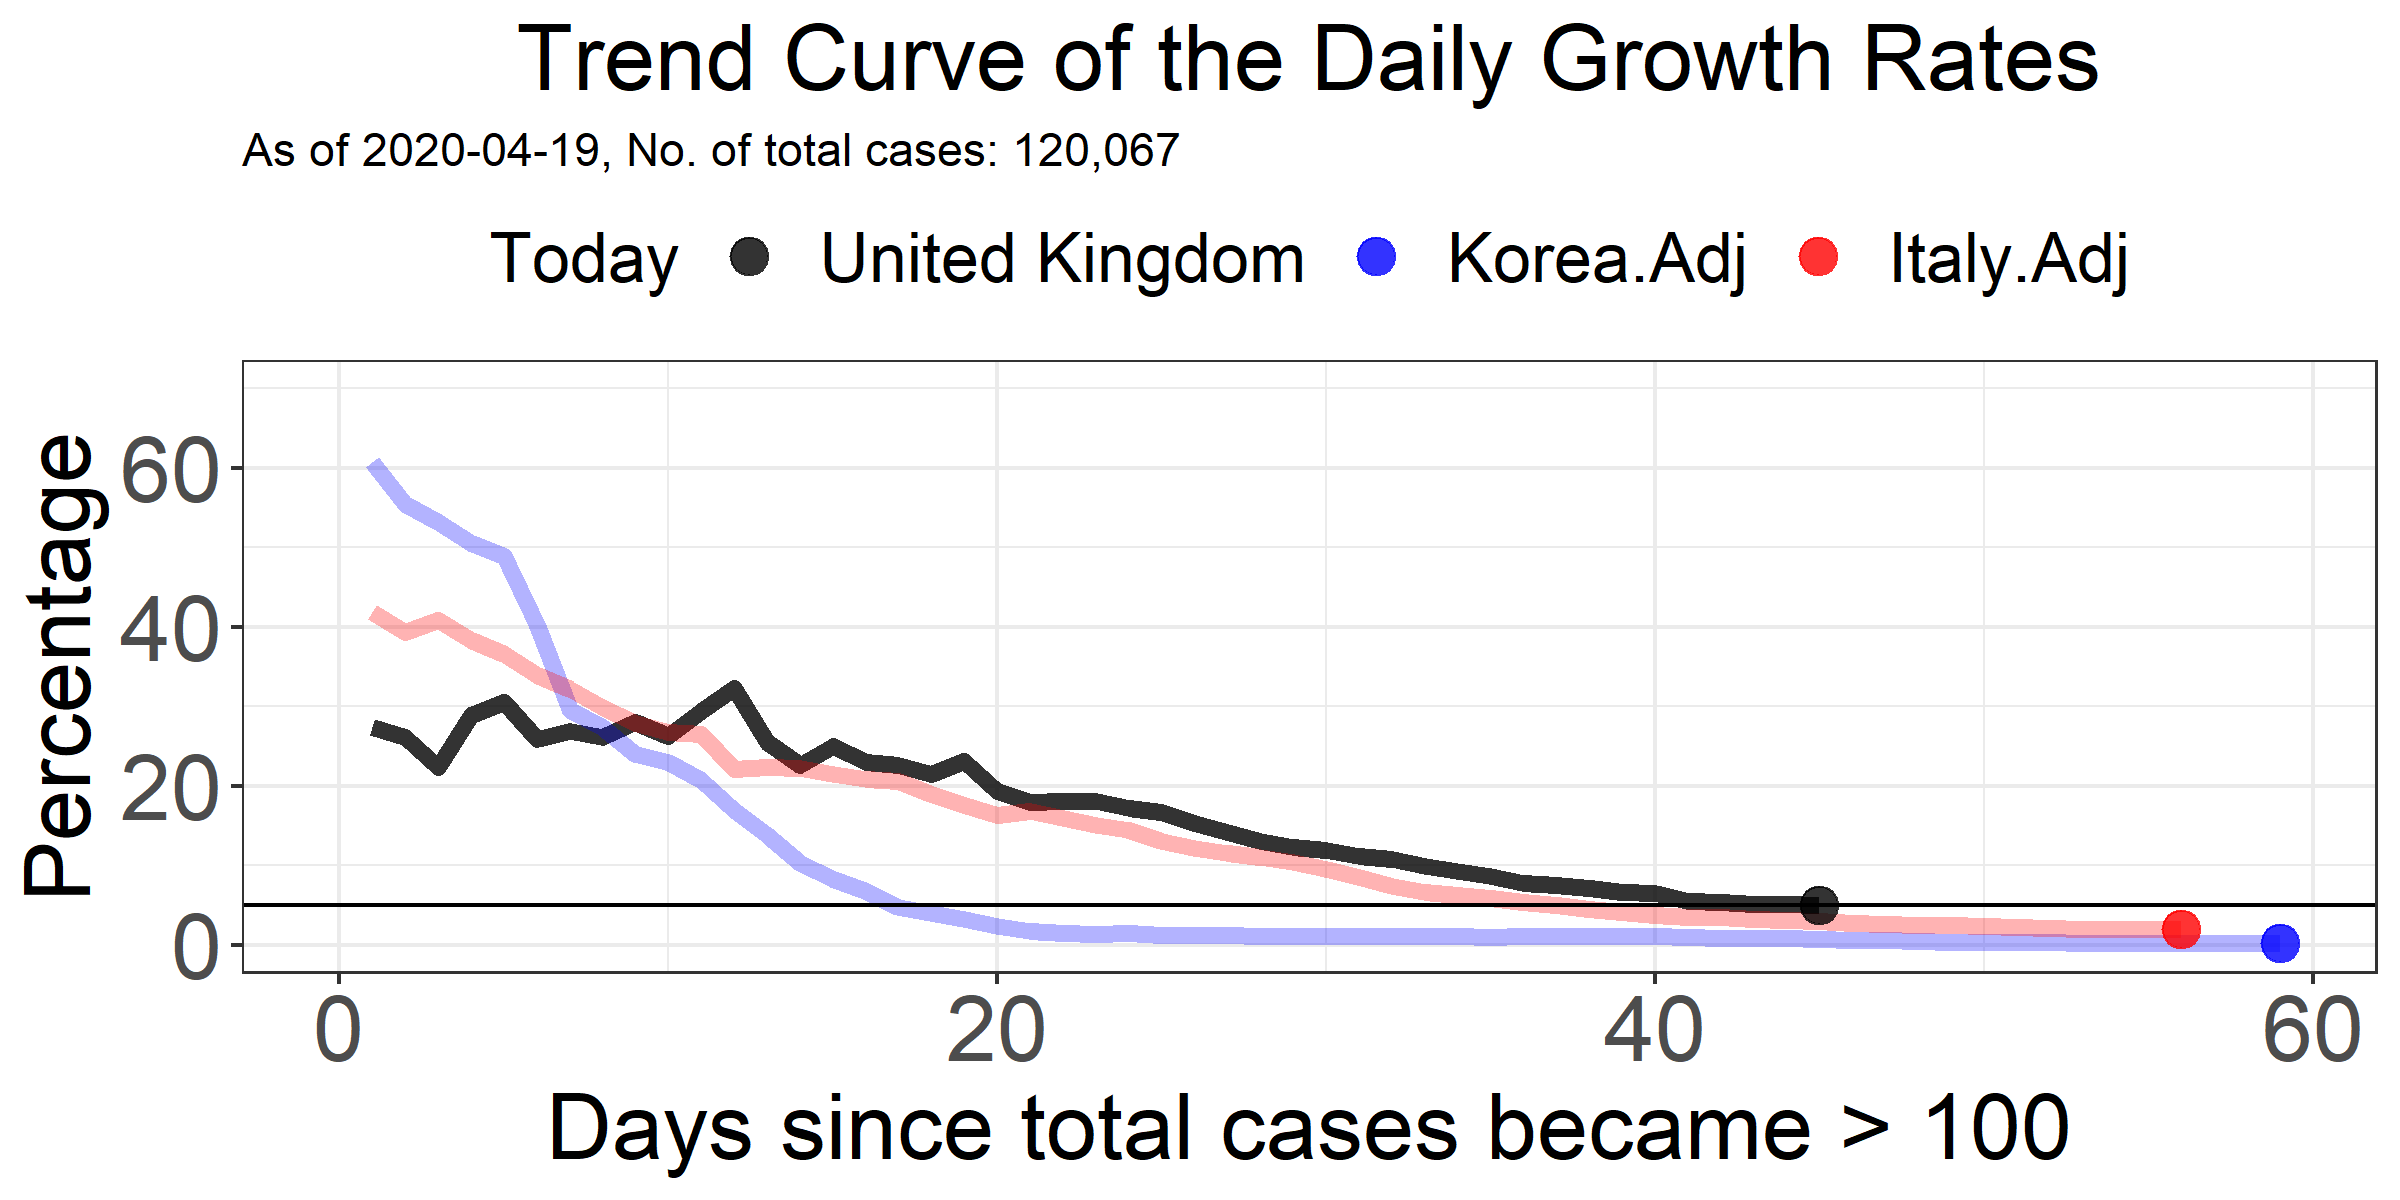 Trend Curve of the Daily Growth Rates
As of 2020-04-19, No. of total cases: 120,067
Today United Kingdom Korea.Adj Italy.Adj
Percentage
60
40
20
0
0 20 40 60
Days since total cases became > 100